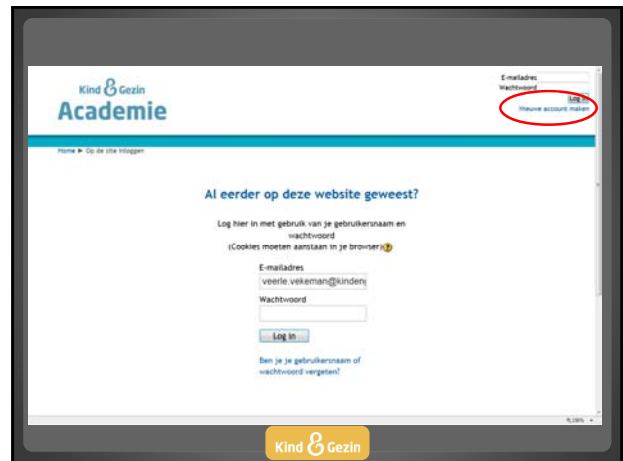 Kind & Gezin
Academie
E-mailadres
Wachtwoord
Log in
Nieuwe account maken
Home ► Op de site inloggen
Al eerder op deze website geweest?
Log hier in met gebruik van je gebruikersnaam en
wachtwoord
(Cookies moeten aanstaan in je browser)
E-mailadres
veerle.vekeman@kinden
Wachtwoord
Log in
Ben je je gebruikersnaam of
wachtwoord vergeten?
Kind & Gezin